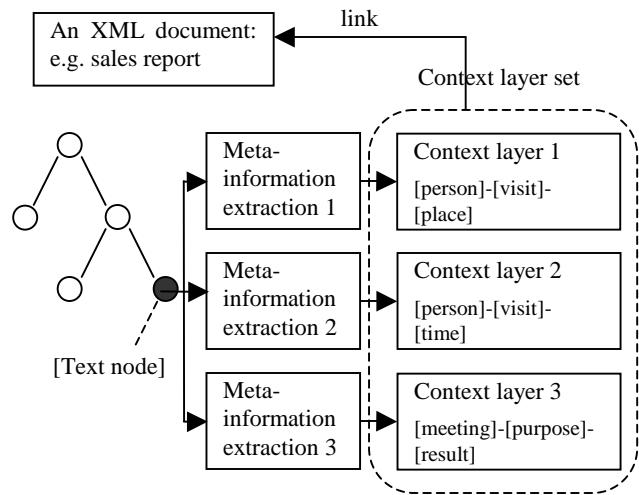 An XML document:
e.g. sales report
link
Context layer set
Meta-
information
extraction 1
Context layer 1
[person]-[visit]-
[place]
Meta-
information
extraction 2
Context layer 2
[person]-[visit]-
[time]
[Text node]
Meta-
information
extraction 3
Context layer 3
[meeting]-[purpose]-
[result]